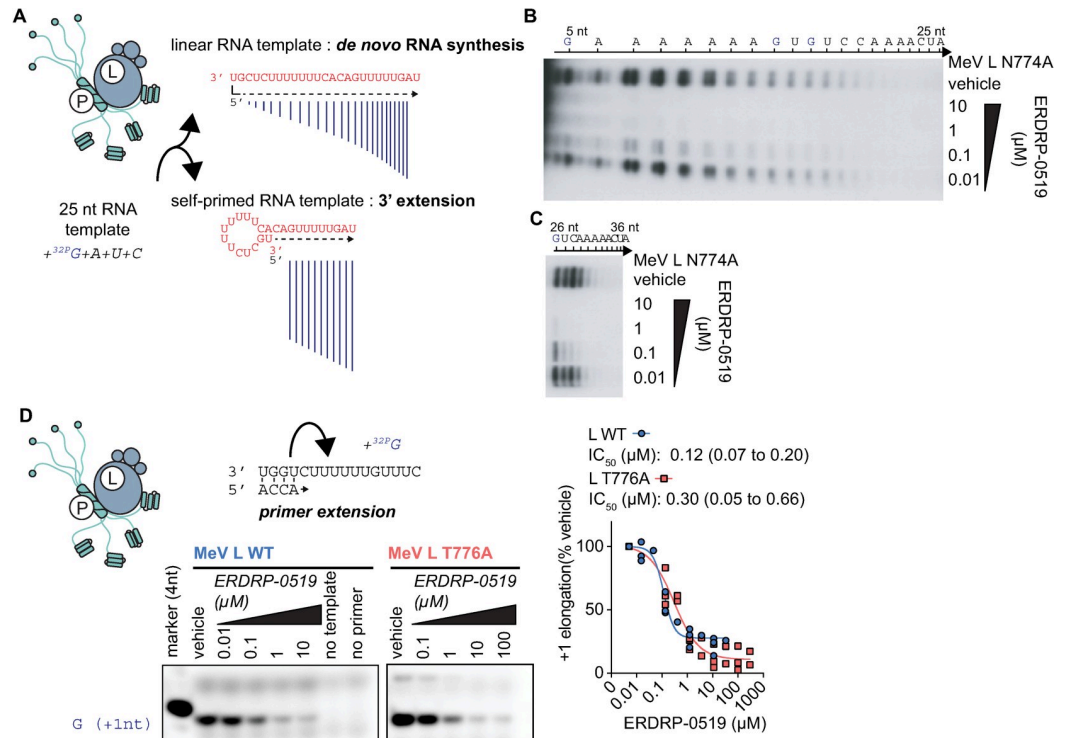 A
L
P
linear RNA template : de novo RNA synthesis
3' UGCUCUUUUUUUCACAGUUUUUGAU
5'
self-primed RNA template : 3' extension
25 nt RNA
template
+32PG+A+U+C
CACAGUUUUUGAU
3'
5'
B
5 nt 25 nt
G A A A A A A A G U G U C C A A A A A C U A
MeV L N774A
vehicle
10
1
0.1
0.01
ERDRP-0519
(μM)
C
26 nt 36 nt
GUCAAAAACUA
MeV L N774A
vehicle
10
1
0.1
0.01
ERDRP-0519
(μM)
D
L
P
+32PG
3' UGGUCUUUUUUGUUUC
5' ACCA
primer extension
MeV L WT
ERDRP-0519
(μM)
marker (4nt)
vehicle
0.01
0.1
1
10
no template
no primer
MeV L T776A
ERDRP-0519
(μM)
vehicle
0.1
1
10
100
G (+1nt)
L WT
IC50 (μM): 0.12 (0.07 to 0.20)
L T776A
IC50 (μM): 0.30 (0.05 to 0.66)
+1 elongation(% vehicle)
100
50
0
0 0.01 0.1 1 10 100 1000
ERDRP-0519 (μM)